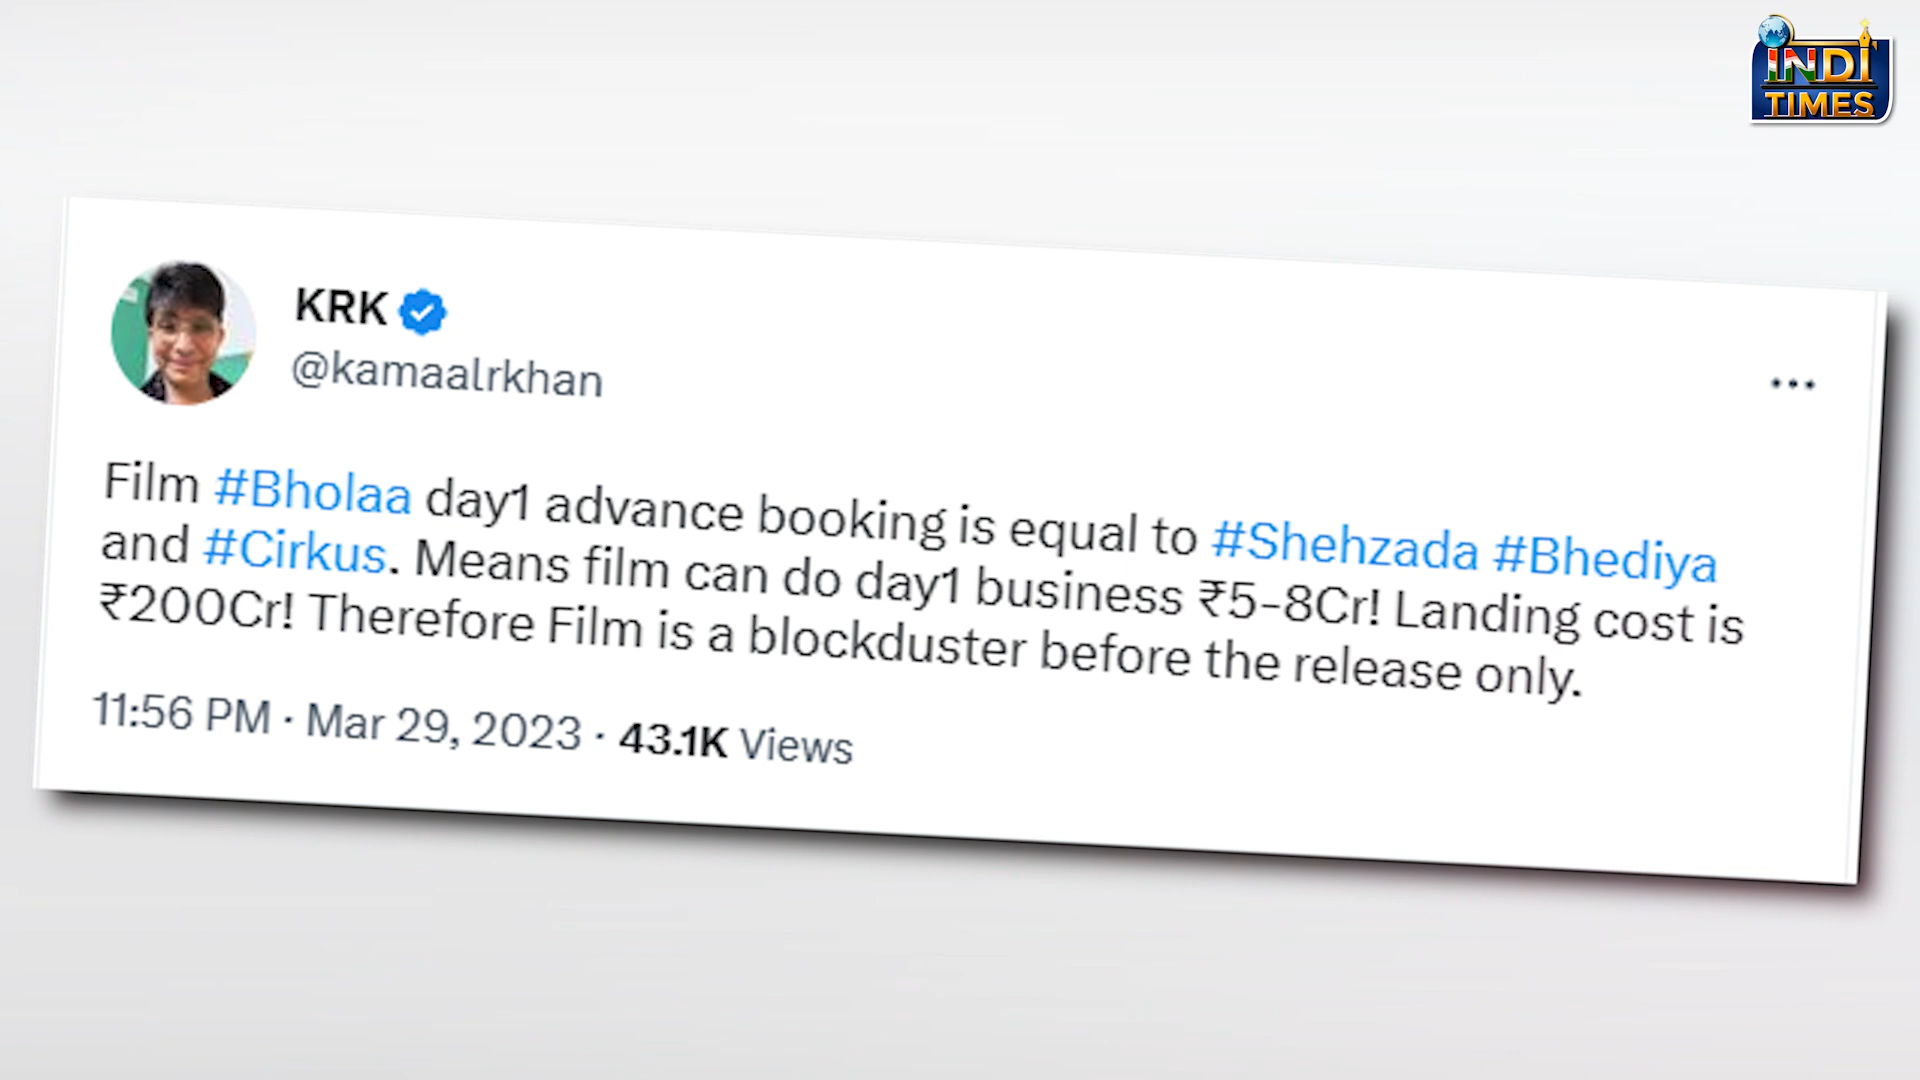 INDI
TIMES
KRK
@kamaalrkhan
Film #Bholaa day1 advance booking is equal to #Shehzada #Bhediya
and #Cirkus. Means film can do day1 business ₹5-8Cr! Landing cost is
₹200Cr! Therefore Film is a blockduster before the release only.
11:56 PM · Mar 29, 2023 · 43.1K Views